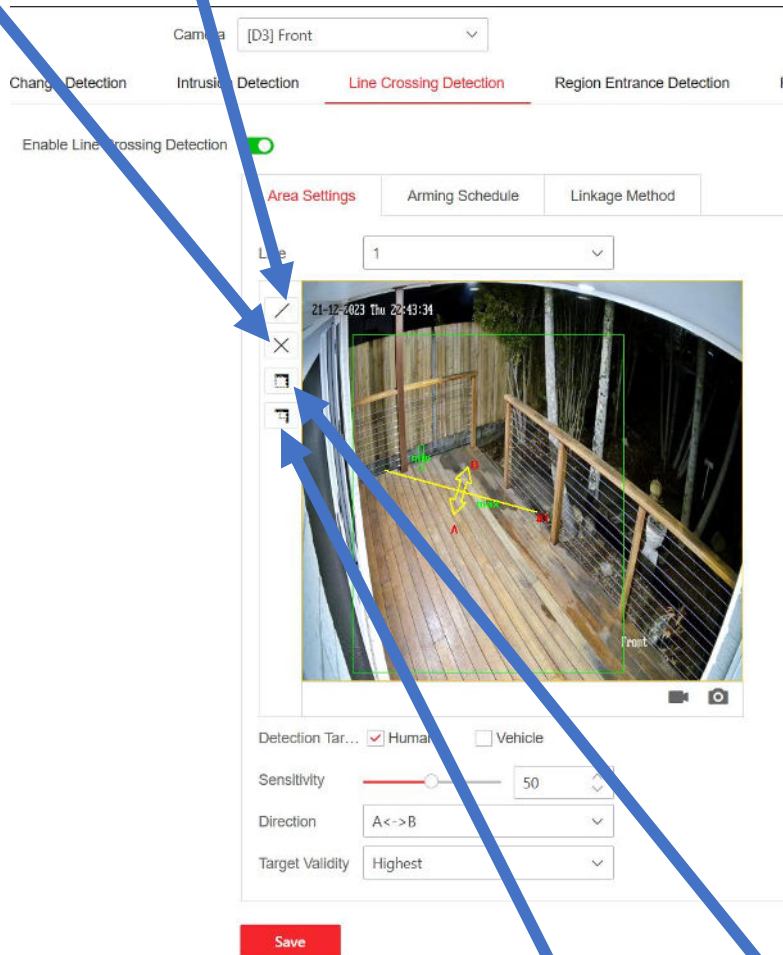 Camera [D3] Front
Change Detection Intrusion Detection Line Crossing Detection Region Entrance Detection
Enable Line Crossing Detection
Area Settings Arming Schedule Linkage Method
Line 1
21-12-2023 Thu 22:43:34
min
B
max
#1
A
Front
Detection Tar... Human Vehicle
Sensitivity 50
Direction A<->B
Target Validity Highest
Save